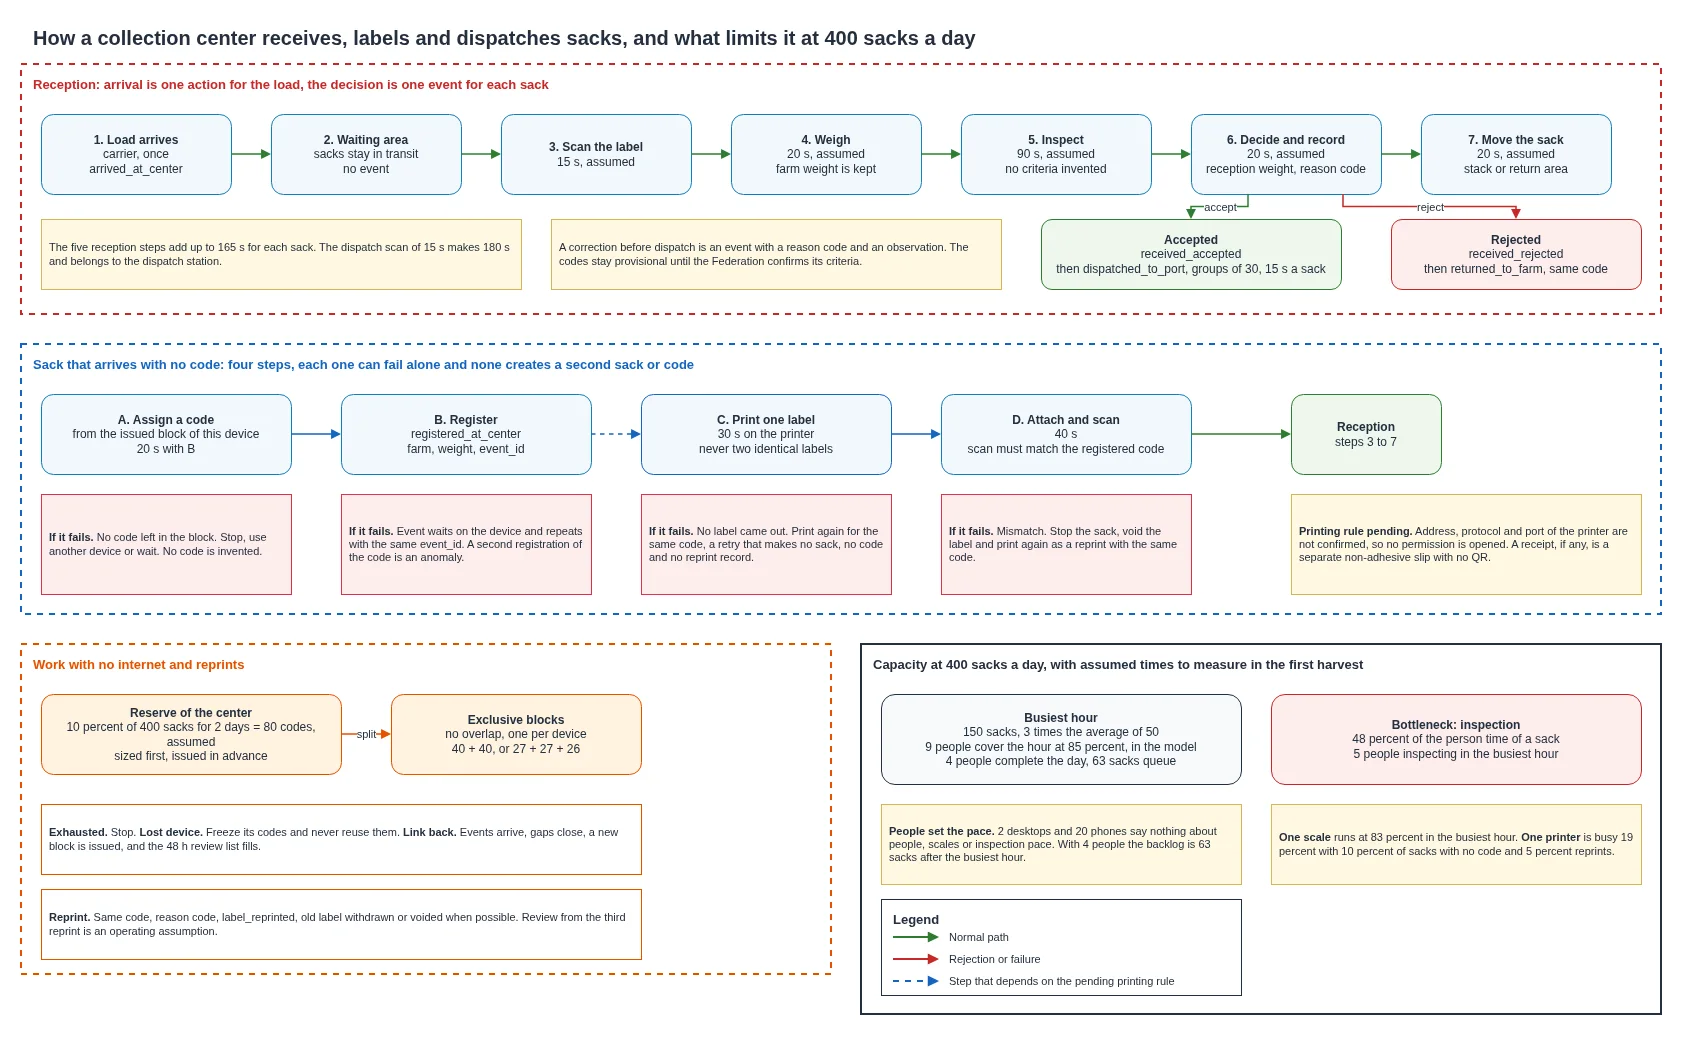 How a collection center receives, labels and dispatches sacks, and what limits it at 400 sacks a day
Reception: arrival is one action for the load, the decision is one event for each sack
1. Load arrives
carrier, once
arrived_at_center
2. Waiting area
sacks stay in transit
no event
3. Scan the label
15 s, assumed
4. Weigh
20 s, assumed
farm weight is kept
5. Inspect
90 s, assumed
no criteria invented
6. Decide and record
20 s, assumed
reception weight, reason code
7. Move the sack
20 s, assumed
stack or return area
accept
reject
The five reception steps add up to 165 s for each sack. The dispatch scan of 15 s makes 180 s
and belongs to the dispatch station.
A correction before dispatch is an event with a reason code and an observation. The
codes stay provisional until the Federation confirms its criteria.
Accepted
received_accepted
then dispatched_to_port, groups of 30, 15 s a sack
Rejected
received_rejected
then returned_to_farm, same code
Sack that arrives with no code: four steps, each one can fail alone and none creates a second sack or code
A. Assign a code
from the issued block of this device
20 s with B
B. Register
registered_at_center
farm, weight, event_id
C. Print one label
30 s on the printer
never two identical labels
D. Attach and scan
40 s
scan must match the registered code
Reception
steps 3 to 7
If it fails. No code left in the block. Stop, use
another device or wait. No code is invented.
If it fails. Event waits on the device and repeats
with the same event_id. A second registration of
the code is an anomaly.
If it fails. No label came out. Print again for the
same code, a retry that makes no sack, no code
and no reprint record.
If it fails. Mismatch. Stop the sack, void the
label and print again as a reprint with the same
code.
Printing rule pending. Address, protocol and port of the printer are
not confirmed, so no permission is opened. A receipt, if any, is a
separate non-adhesive slip with no QR.
Work with no internet and reprints
Reserve of the center
10 percent of 400 sacks for 2 days = 80 codes,
assumed
sized first, issued in advance
split
Exclusive blocks
no overlap, one per device
40 + 40, or 27 + 27 + 26
Exhausted. Stop. Lost device. Freeze its codes and never reuse them. Link back. Events arrive, gaps close, a new
block is issued, and the 48 h review list fills.
Reprint. Same code, reason code, label_reprinted, old label withdrawn or voided when possible. Review from the third
reprint is an operating assumption.
Capacity at 400 sacks a day, with assumed times to measure in the first harvest
Busiest hour
150 sacks, 3 times the average of 50
9 people cover the hour at 85 percent, in the model
4 people complete the day, 63 sacks queue
Bottleneck: inspection
48 percent of the person time of a sack
5 people inspecting in the busiest hour
People set the pace. 2 desktops and 20 phones say nothing about
people, scales or inspection pace. With 4 people the backlog is 63
sacks after the busiest hour.
One scale runs at 83 percent in the busiest hour. One printer is busy 19
percent with 10 percent of sacks with no code and 5 percent reprints.
Legend
Normal path
Rejection or failure
Step that depends on the pending printing rule